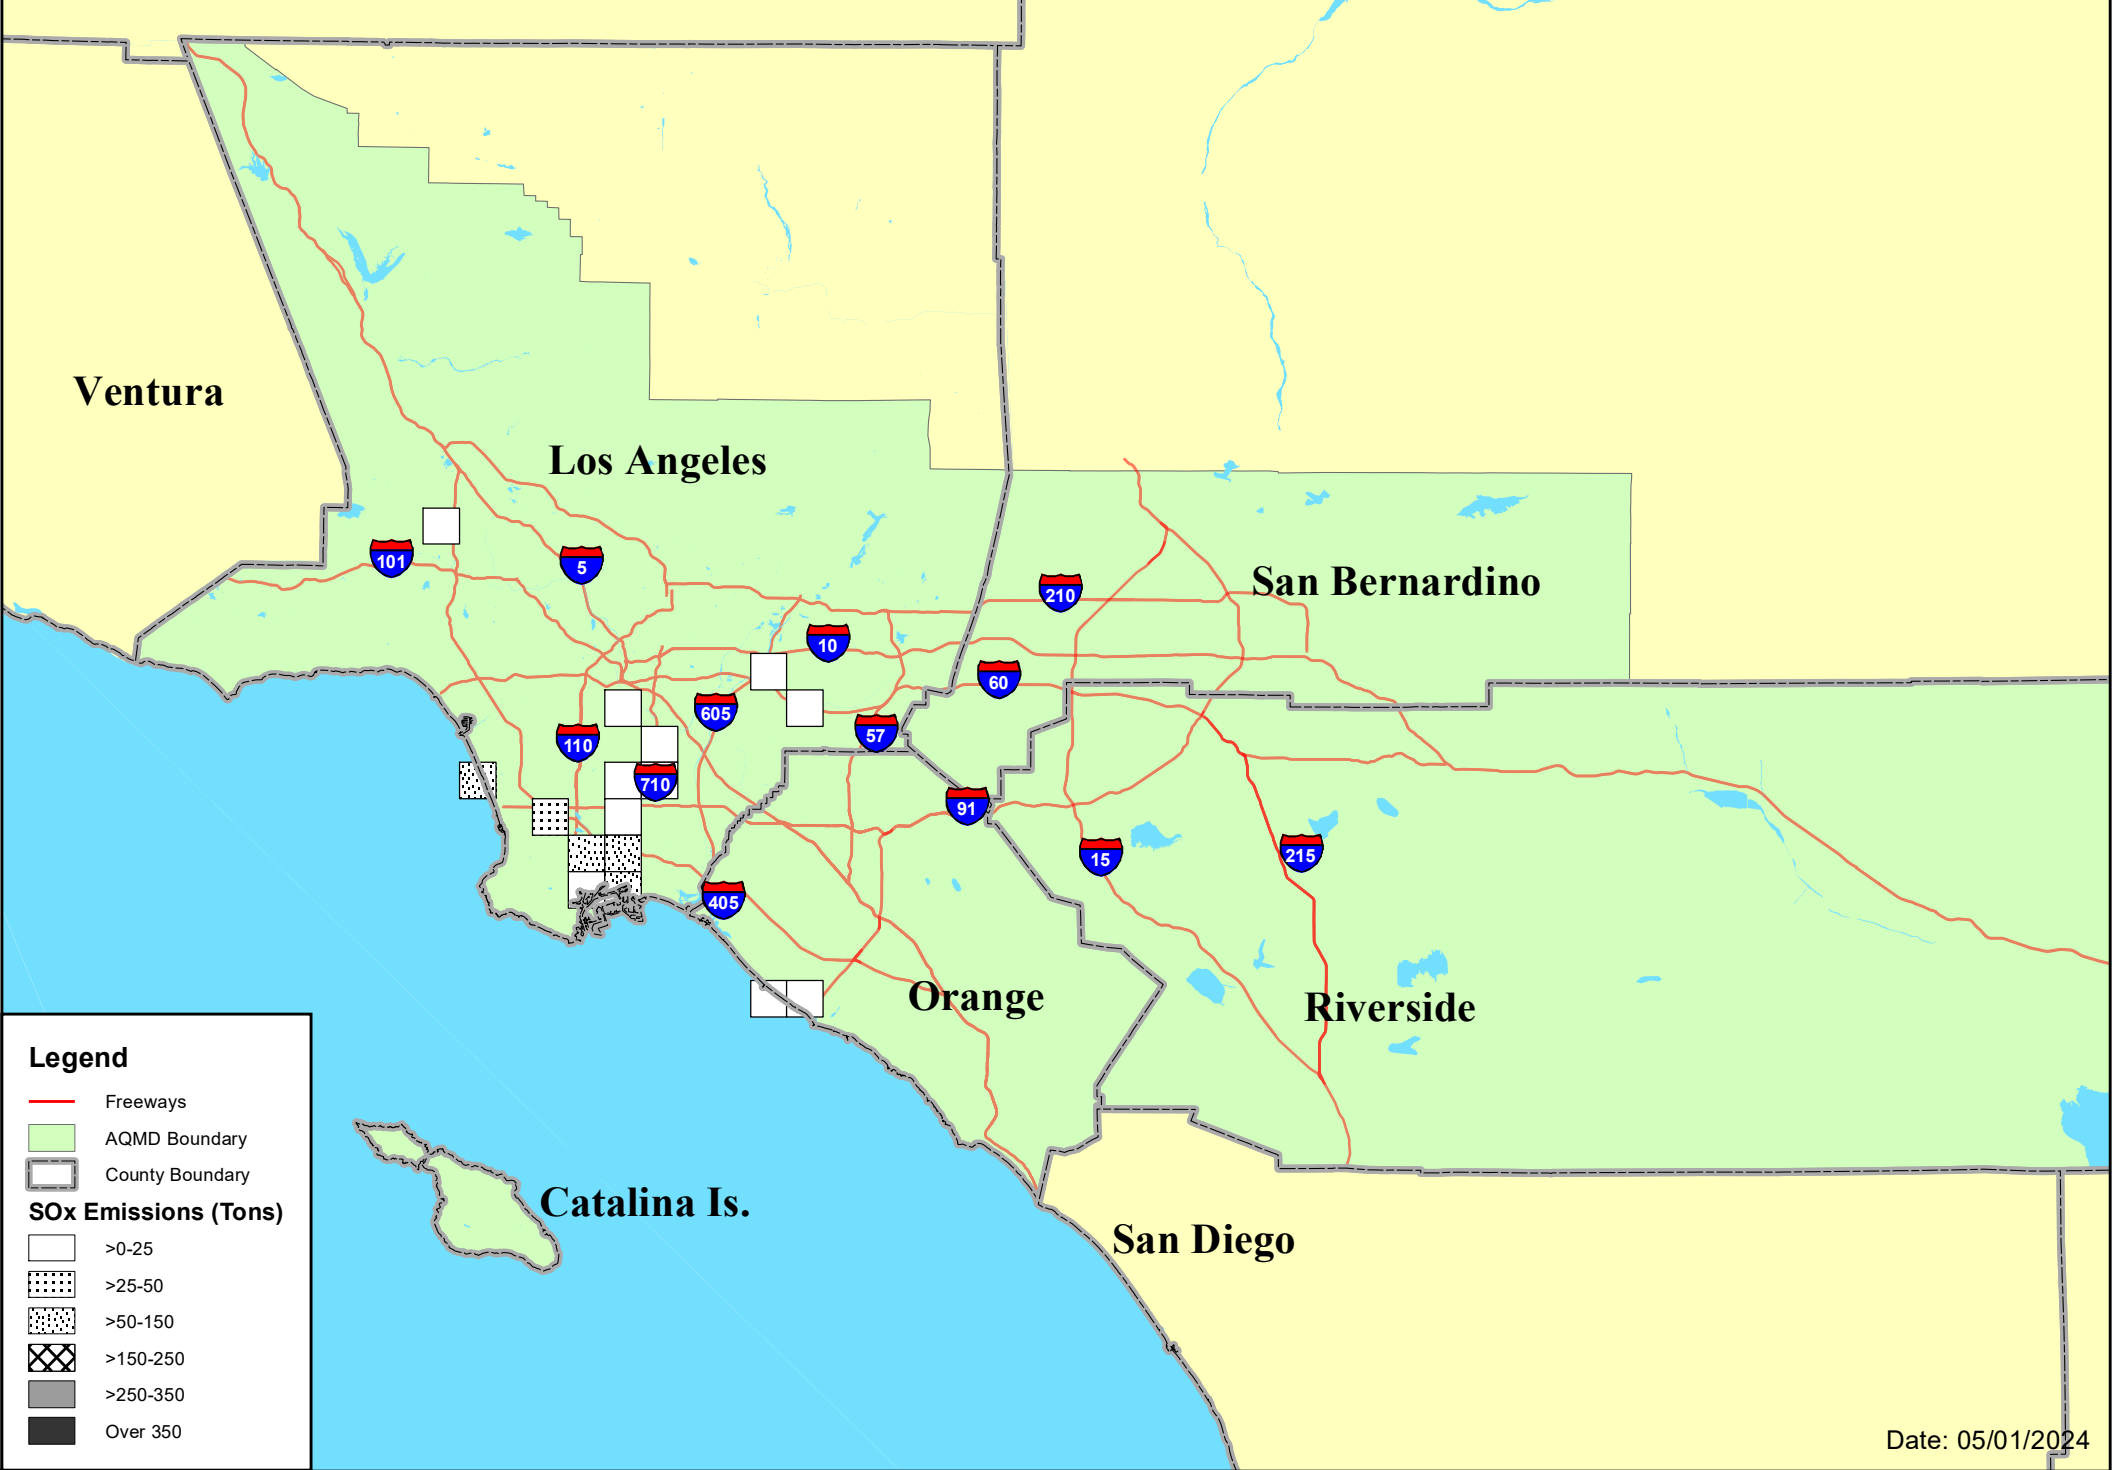 Ventura
Los Angeles
101
5
San Bernardino
210
10
60
605
110
57
710
91
15
215
405
Orange
Riverside
Legend
Freeways
AQMD Boundary
County Boundary
SOx Emissions (Tons)
>0-25
>25-50
>50-150
>150-250
>250-350
Over 350
Catalina Is.
San Diego
Date: 05/01/2024